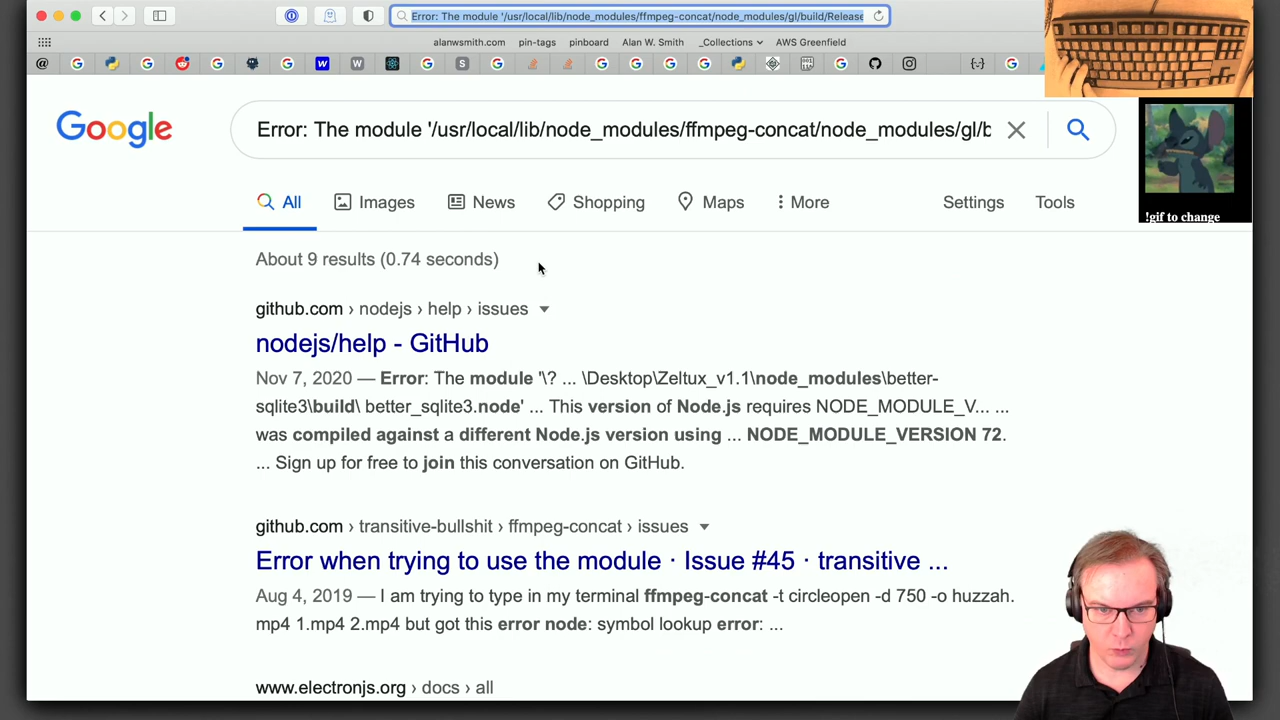 Error: The module '/usr/local/lib/node_modules/ffmpeg-concat/node_modules/gl/build/Release
alanwsmith.com pin-tags pinboard Alan W. Smith _Collections AWS Greenfield
Google
Error: The module '/usr/local/lib/node_modules/ffmpeg-concat/node_modules/gl/b
All Images News Shopping Maps More Settings Tools
!gif to change
About 9 results (0.74 seconds)
github.com › nodejs › help › issues
nodejs/help - GitHub
Nov 7, 2020 — Error: The module '\? ... \Desktop\Zeltux_v1.1\node_modules\better-
sqlite3\build\ better_sqlite3.node' ... This version of Node.js requires NODE_MODULE_V... ...
was compiled against a different Node.js version using ... NODE_MODULE_VERSION 72.
... Sign up for free to join this conversation on GitHub.
github.com › transitive-bullshit › ffmpeg-concat › issues
Error when trying to use the module · Issue #45 · transitive ...
Aug 4, 2019 — I am trying to type in my terminal ffmpeg-concat -t circleopen -d 750 -o huzzah.
mp4 1.mp4 2.mp4 but got this error node: symbol lookup error: ...
www.electronjs.org › docs › all